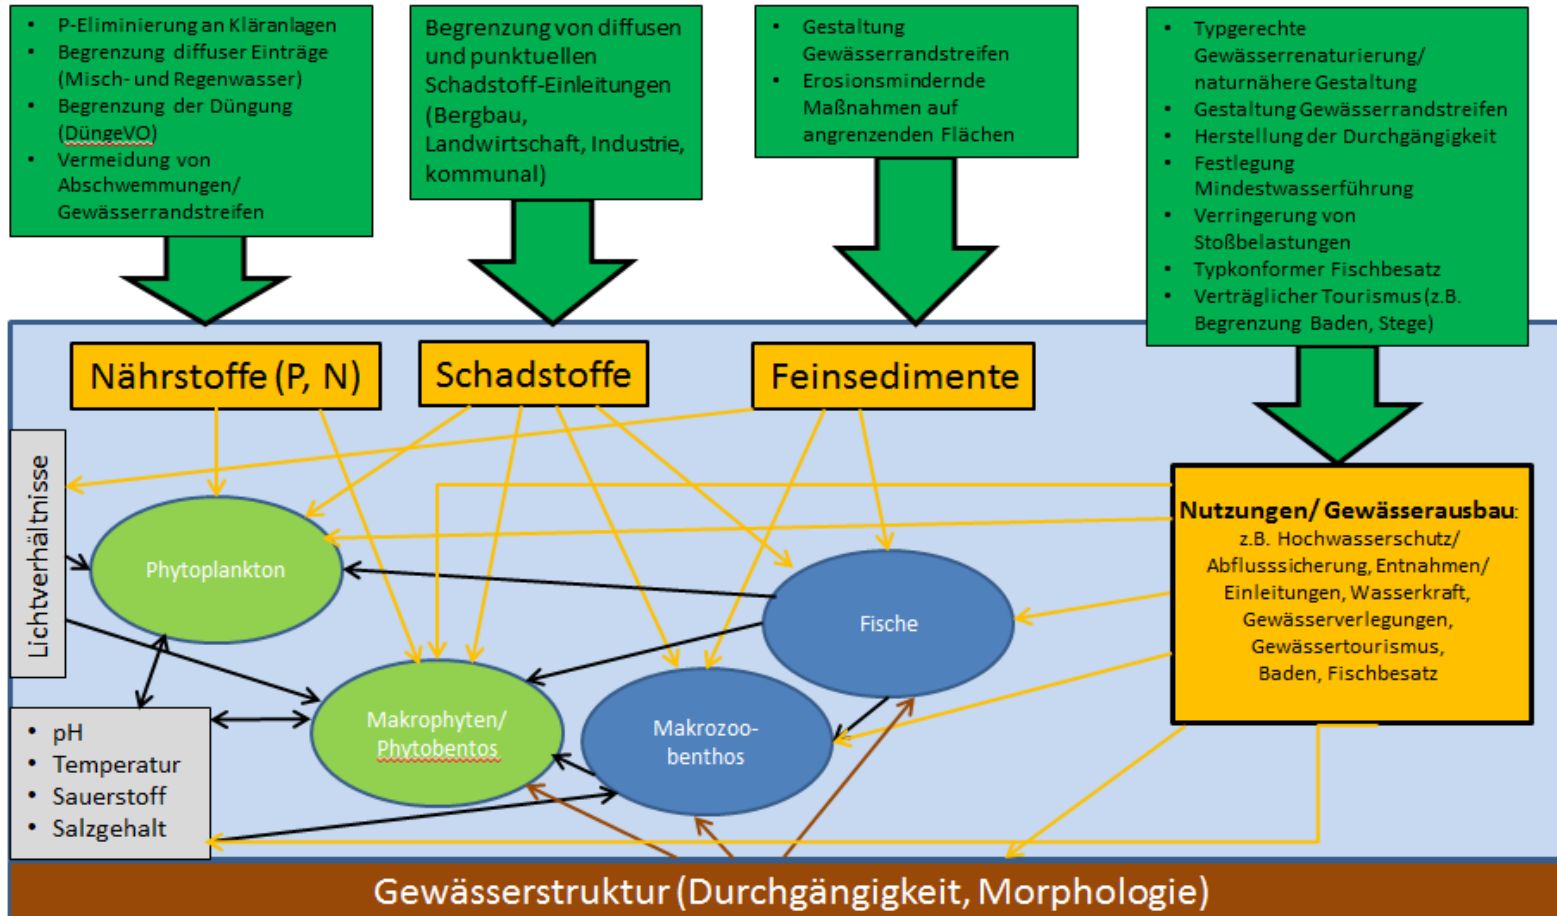 • P-Eliminierung an Kläranlagen
• Begrenzung diffuser Einträge
(Misch- und Regenwasser)
• Begrenzung der Düngung
(DüngeVO)
• Vermeidung von
Abschwemmungen/
Gewässerrandstreifen
Begrenzung von diffusen
und punktuellen
Schadstoff-Einleitungen
(Bergbau,
Landwirtschaft, Industrie,
kommunal)
• Gestaltung
Gewässerrandstreifen
• Erosionsmindernde
Maßnahmen auf
angrenzenden Flächen
• Typgerechte
Gewässerrenaturierung/
naturnähere Gestaltung
• Gestaltung Gewässerrandstreifen
• Herstellung der Durchgängigkeit
• Festlegung
Mindestwasserführung
• Verringerung von
Stoßbelastungen
• Typkonformer Fischbesatz
• Verträglicher Tourismus (z.B.
Begrenzung Baden, Stege)
Nährstoffe (P, N)
Schadstoffe
Feinsedimente
Lichtverhältnisse
Phytoplankton
Fische
Nutzungen/ Gewässerausbau:
z.B. Hochwasserschutz/
Abflusssicherung, Entnahmen/
Einleitungen, Wasserkraft,
Gewässerverlegungen,
Gewässertourismus,
Baden, Fischbesatz
Makrophyten/
Phytobentos
Makrozoo-
benthos
• pH
• Temperatur
• Sauerstoff
• Salzgehalt
Gewässerstruktur (Durchgängigkeit, Morphologie)